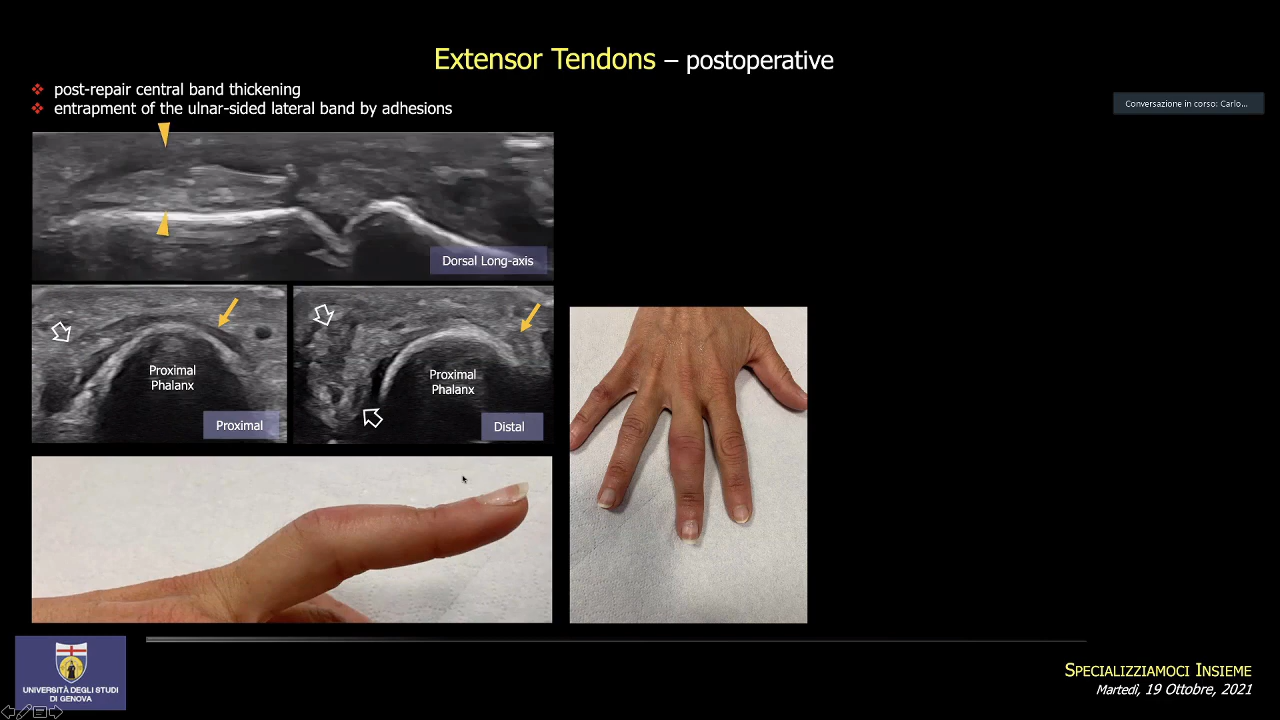 Extensor Tendons – postoperative
post-repair central band thickening
entrapment of the ulnar-sided lateral band by adhesions
Conversazione in corso: Carlo...
Dorsal Long-axis
Proximal
Phalanx
Proximal
Proximal
Phalanx
Distal
UNIVERSITÀ DEGLI STUDI
DI GENOVA
SPECIALIZZIAMOCI INSIEME
Martedì, 19 Ottobre, 2021